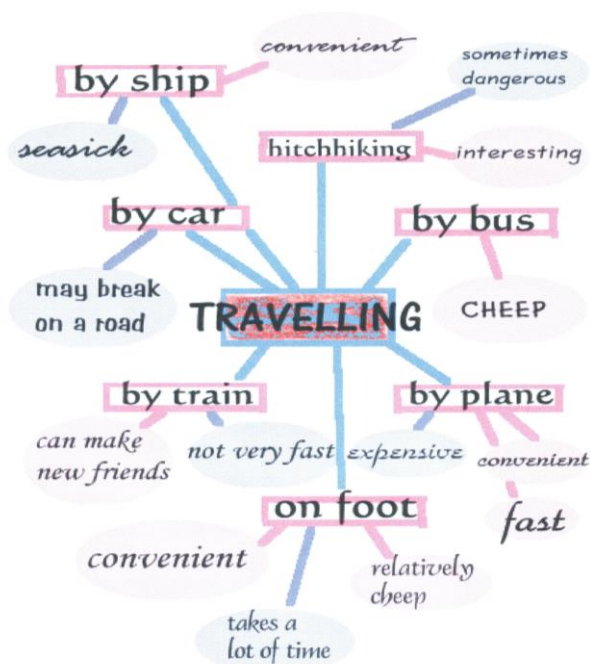 convenient
sometimes
dangerous
by ship
seasick
hitchhiking
interesting
by car
by bus
may break
on a road
TRAVELLING
CHEEP
by train
by plane
can make
new friends
not very fast
expensive
convenient
fast
on foot
convenient
relatively
cheep
takes a
lot of time